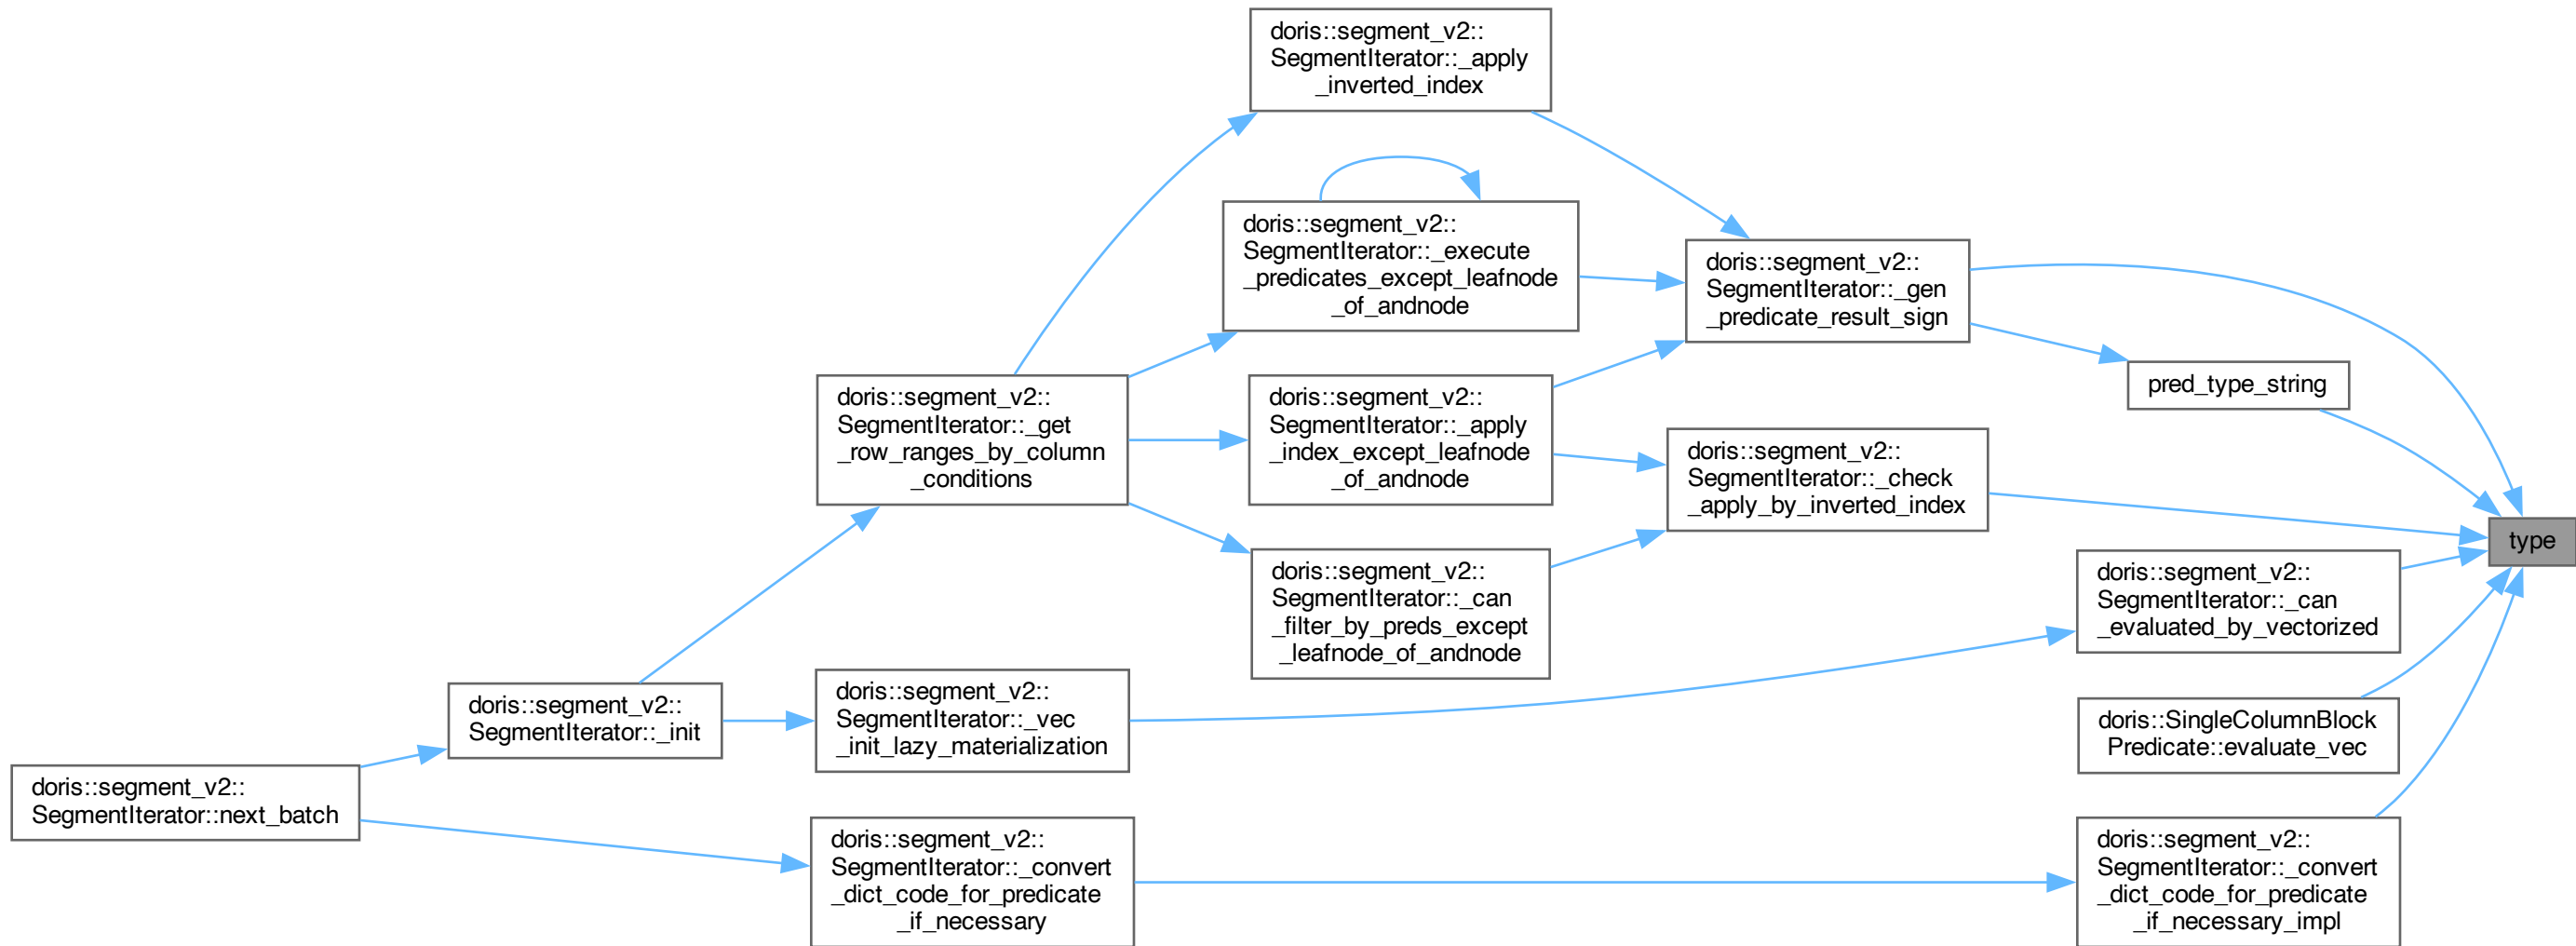 doris::segment_v2::
SegmentIterator::_apply
_inverted_index
doris::segment_v2::
SegmentIterator::_execute
_predicates_except_leafnode
_of_andnode
doris::segment_v2::
SegmentIterator::_gen
_predicate_result_sign
pred_type_string
doris::segment_v2::
SegmentIterator::_get
_row_ranges_by_column
_conditions
doris::segment_v2::
SegmentIterator::_apply
_index_except_leafnode
_of_andnode
doris::segment_v2::
SegmentIterator::_check
_apply_by_inverted_index
type
doris::segment_v2::
SegmentIterator::_can
_filter_by_preds_except
_leafnode_of_andnode
doris::segment_v2::
SegmentIterator::_can
_evaluated_by_vectorized
doris::segment_v2::
SegmentIterator::_init
doris::segment_v2::
SegmentIterator::_vec
_init_lazy_materialization
doris::SingleColumnBlock
Predicate::evaluate_vec
doris::segment_v2::
SegmentIterator::next_batch
doris::segment_v2::
SegmentIterator::_convert
_dict_code_for_predicate
_if_necessary
doris::segment_v2::
SegmentIterator::_convert
_dict_code_for_predicate
_if_necessary_impl